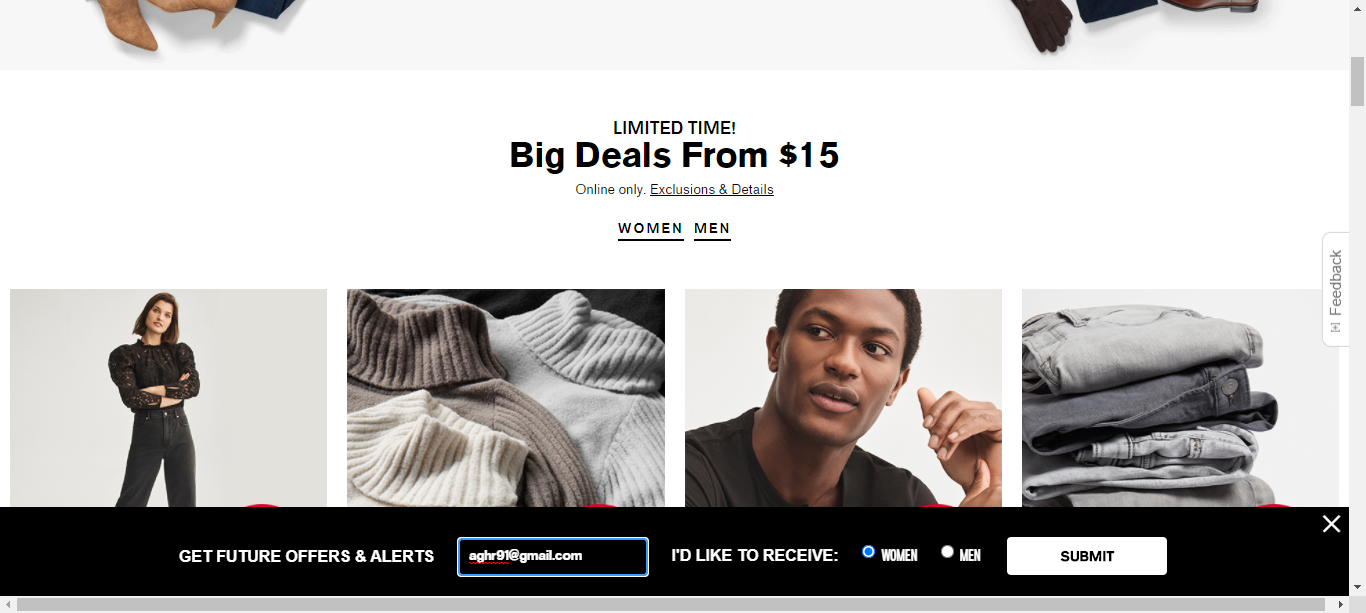 LIMITED TIME!
Big Deals From $15
Online only. Exclusions & Details
WOMEN MEN
Feedback
GET FUTURE OFFERS & ALERTS aghr91@gmail.com I'D LIKE TO RECEIVE: WOMEN MEN SUBMIT